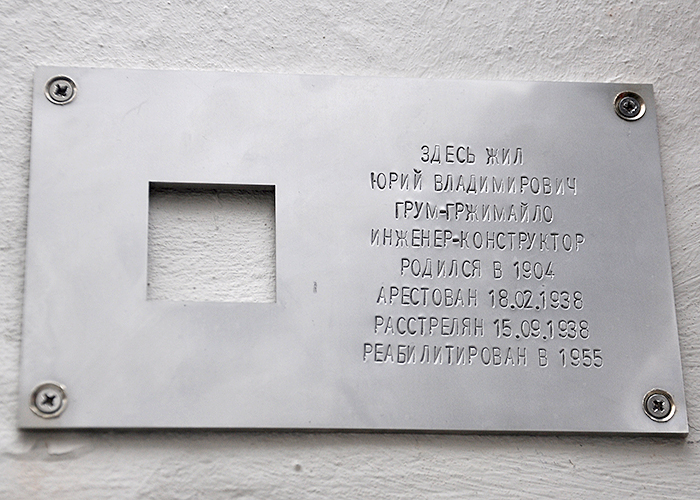 ЗДЕСЬ ЖИЛ
ЮРИЙ ВЛАДИМИРОВИЧ
ГРУМ-ГРЖИМАЙЛО
ИНЖЕНЕР-КОНСТРУКТОР
РОДИЛСЯ В 1904
АРЕСТОВАН 18.02.1938
РАССТРЕЛЯН 15.09.1938
РЕАБИЛИТИРОВАН В 1955